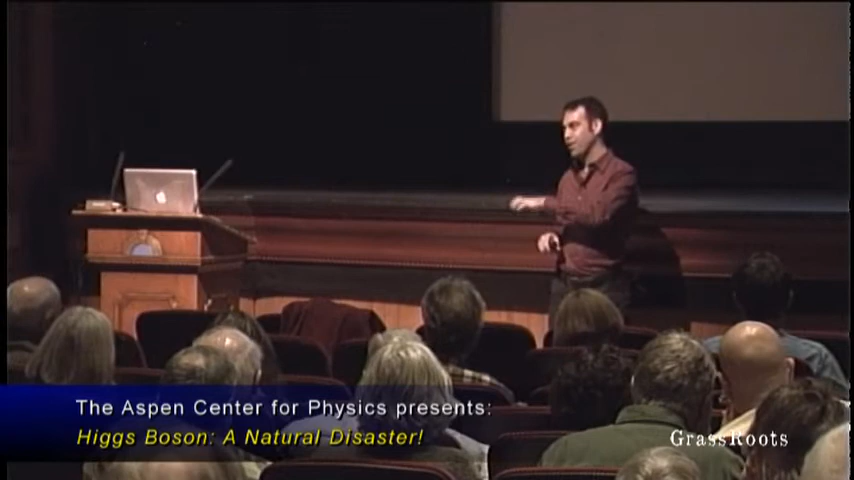 The Aspen Center for Physics presents:
Higgs Boson: A Natural Disaster!
GrassRoots